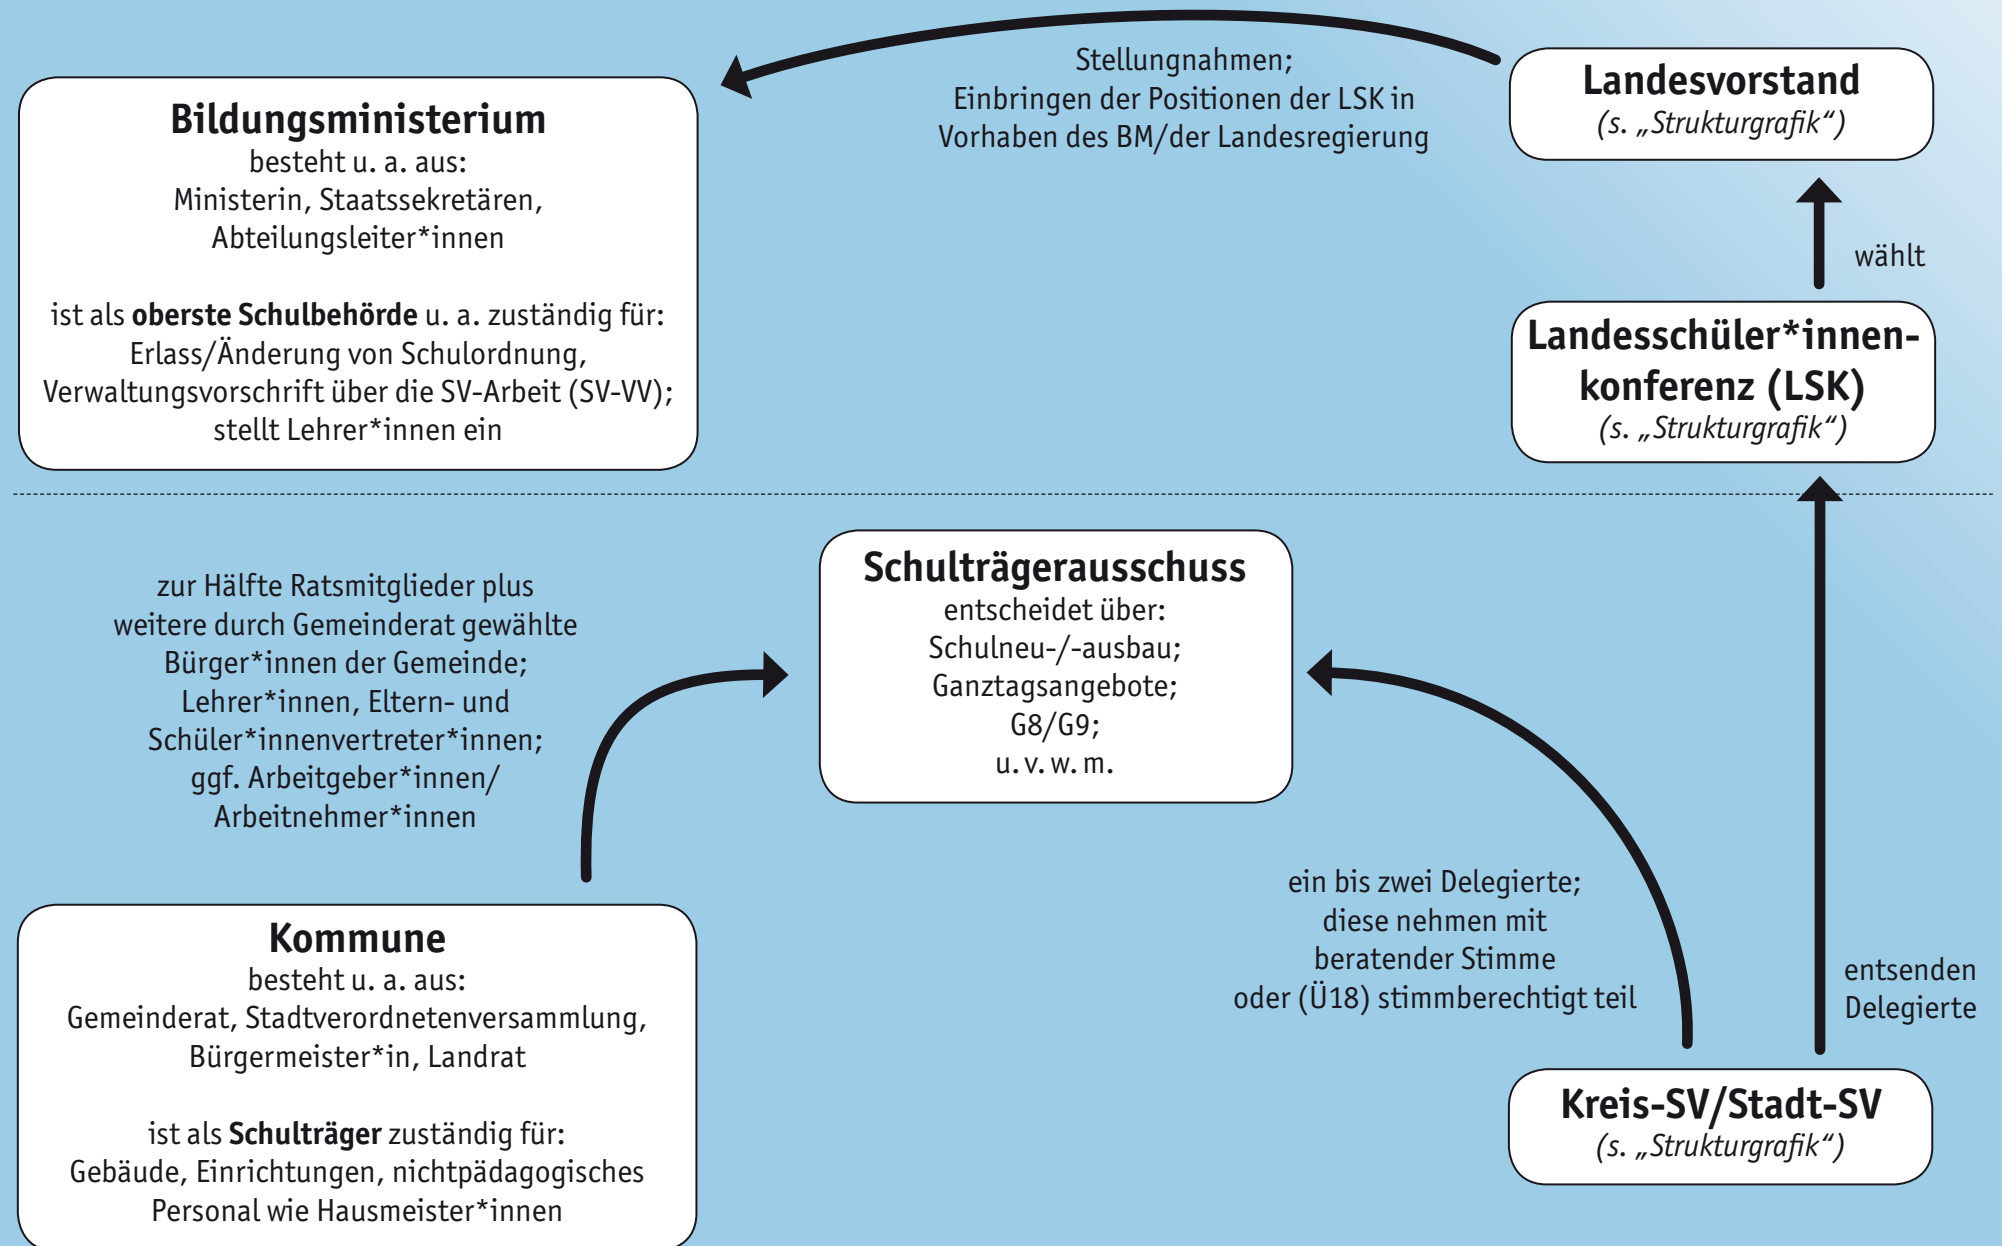 Stellungnahmen;
Einbringen der Positionen der LSK in
Vorhaben des BM/der Landesregierung
Landesvorstand
(s. „Strukturgrafik“)
Bildungsministerium
besteht u. a. aus:
Ministerin, Staatssekretären,
Abteilungsleiter*innen
ist als oberste Schulbehörde u. a. zuständig für:
Erlass/Änderung von Schulordnung,
Verwaltungsvorschrift über die SV-Arbeit (SV-VV);
stellt Lehrer*innen ein
wählt
Landesschüler*innen-
konferenz (LSK)
(s. „Strukturgrafik“)
zur Hälfte Ratsmitglieder plus
weitere durch Gemeinderat gewählte
Bürger*innen der Gemeinde;
Lehrer*innen, Eltern- und
Schüler*innenvertreter*innen;
ggf. Arbeitgeber*innen/
Arbeitnehmer*innen
Schulträgerausschuss
entscheidet über:
Schulneu-/-ausbau;
Ganztagsangebote;
G8/G9;
u. v. w. m.
ein bis zwei Delegierte;
diese nehmen mit
beratender Stimme
oder (Ü18) stimmberechtigt teil
entsenden
Delegierte
Kommune
besteht u. a. aus:
Gemeinderat, Stadtverordnetenversammlung,
Bürgermeister*in, Landrat
ist als Schulträger zuständig für:
Gebäude, Einrichtungen, nichtpädagogisches
Personal wie Hausmeister*innen
Kreis-SV/Stadt-SV
(s. „Strukturgrafik“)